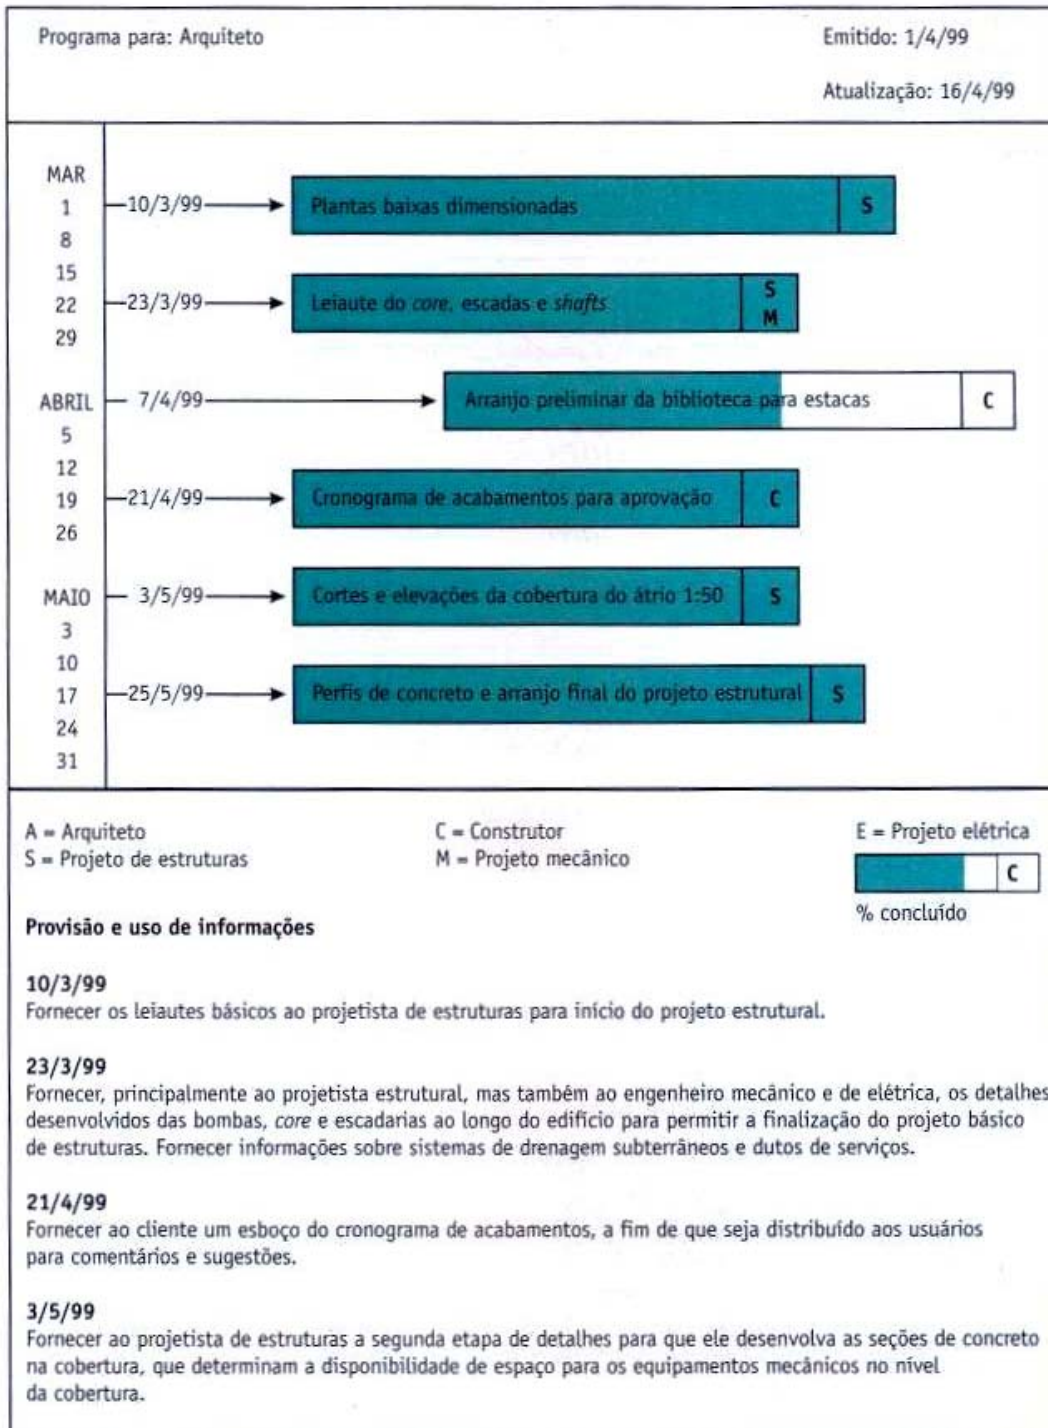 Programa para: Arquiteto
Emitido: 1/4/99
Atualização: 16/4/99
MAR
1
8
15
22
29
ABRIL
5
12
19
26
MAIO
3
10
17
24
31
10/3/99
Plantas baixas dimensionadas
S
23/3/99
Leiaute do core, escadas e shafts
S
M
7/4/99
Arranjo preliminar da biblioteca para estacas
C
21/4/99
Cronograma de acabamentos para aprovação
C
3/5/99
Cortes e elevações da cobertura do átrio 1:50
S
25/5/99
Perfis de concreto e arranjo final do projeto estrutural
S
A = Arquiteto
S = Projeto de estruturas
C = Construtor
M = Projeto mecânico
E = Projeto elétrica
C
% concluído
Provisão e uso de informações
10/3/99
Fornecer os leiautes básicos ao projetista de estruturas para início do projeto estrutural.
23/3/99
Fornecer, principalmente ao projetista estrutural, mas também ao engenheiro mecânico e de elétrica, os detalhes
desenvolvidos das bombas, core e escadarias ao longo do edifício para permitir a finalização do projeto básico
de estruturas. Fornecer informações sobre sistemas de drenagem subterrâneos e dutos de serviços.
21/4/99
Fornecer ao cliente um esboço do cronograma de acabamentos, a fim de que seja distribuído aos usuários
para comentários e sugestões.
3/5/99
Fornecer ao projetista de estruturas a segunda etapa de detalhes para que ele desenvolva as seções de concreto
na cobertura, que determinam a disponibilidade de espaço para os equipamentos mecânicos no nível
da cobertura.